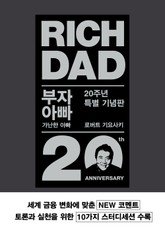 RICH
DAD
부자
아빠
가난한 아빠
20주년
특별 기념판
로버트 기요사키
20th
ANNIVERSARY
세계 금융 변화에 맞춘 NEW 코멘트
토론과 실천을 위한 10가지 스터디세션 수록